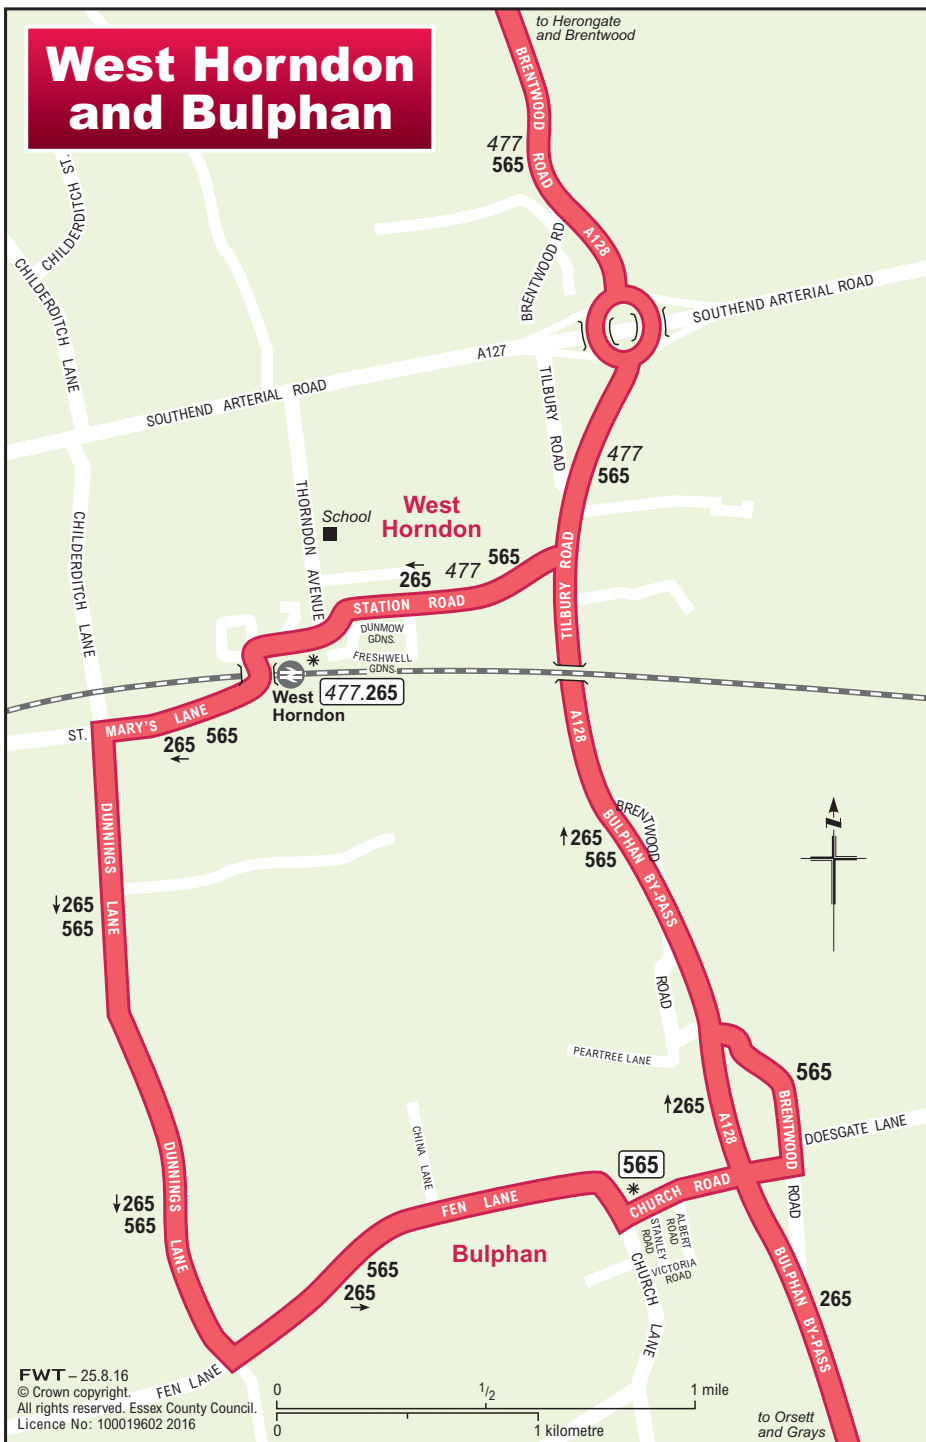 West Horndon
and Bulphan
to Herongate
and Brentwood
BRENTWOOD
ROAD
477
565
A128
CHILDERDITCH ST.
CHILDERDITCH LANE
BRENTWOOD RD
SOUTHEND ARTERIAL ROAD
A127
SOUTHEND ARTERIAL ROAD
TILBURY ROAD
477
565
THORNDON AVENUE
School
West
Horndon
CHILDERDITCH LANE
TILBURY ROAD
565
477
265
STATION ROAD
DUNMOW
GDNS.
FRESHWELL
GDNS.
West
Horndon
477.265
ST. MARY'S LANE
265 565
A128
DUNNINGS LANE
BRENTWOOD
ROAD
BULPHAN BY-PASS
265
565
N
265
565
PEARTREE LANE
565
265
A128
BRENTWOOD
ROAD
DOESGATE LANE
CHINA LANE
565
CHURCH ROAD
DUNNINGS LANE
265
565
FEN LANE
Bulphan
STANLEY
ROAD
ALBERT
ROAD
VICTORIA
ROAD
CHURCH LANE
565
265
BULPHAN BY-PASS
265
FEN LANE
FWT – 25.8.16
© Crown copyright.
All rights reserved. Essex County Council.
Licence No: 100019602 2016
0 1/2 1 mile
0 1 kilometre
to Orsett
and Grays